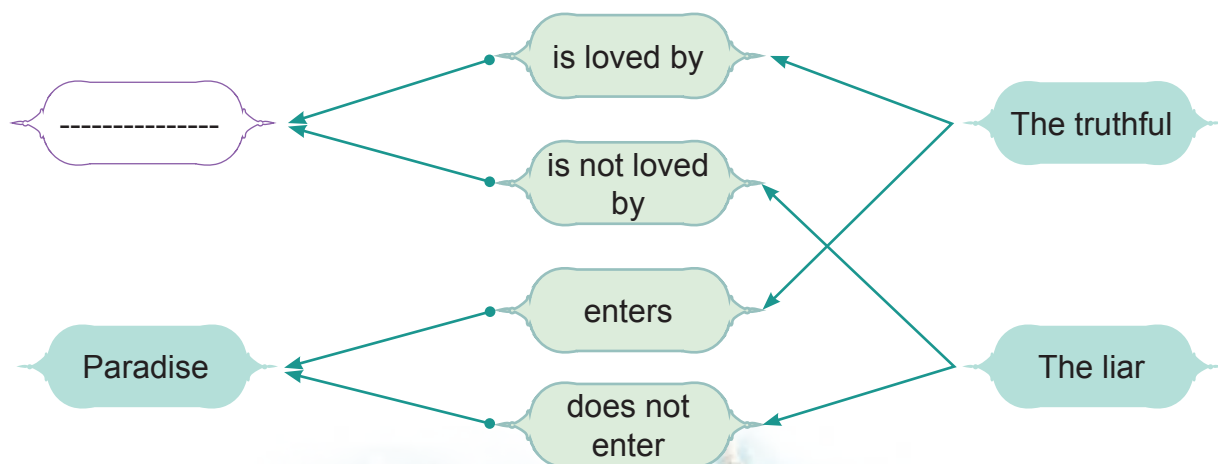 is loved by
---------------
The truthful
is not loved
by
enters
Paradise
The liar
does not
enter